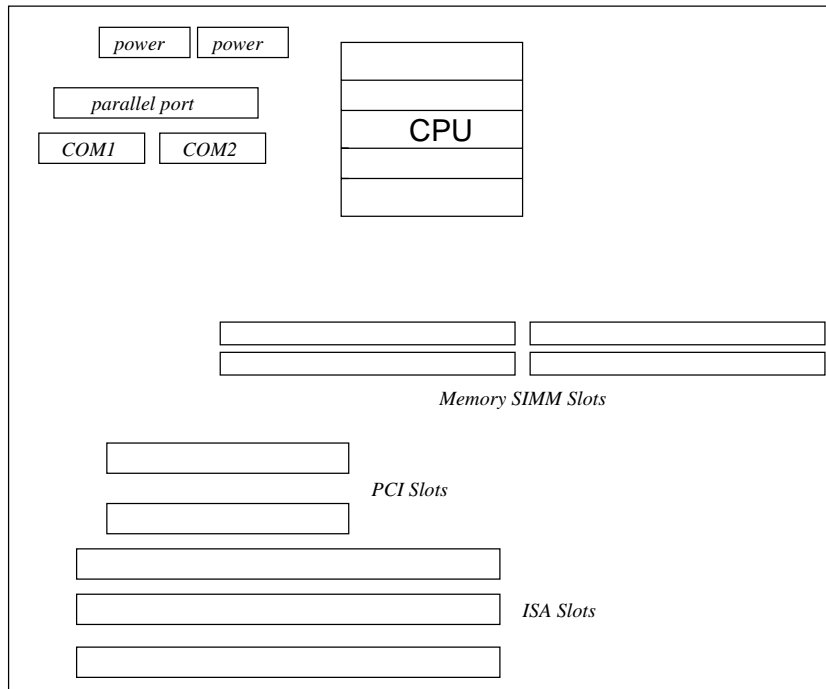 power power
parallel port
CPU
COM1 COM2
Memory SIMM Slots
PCI Slots
ISA Slots